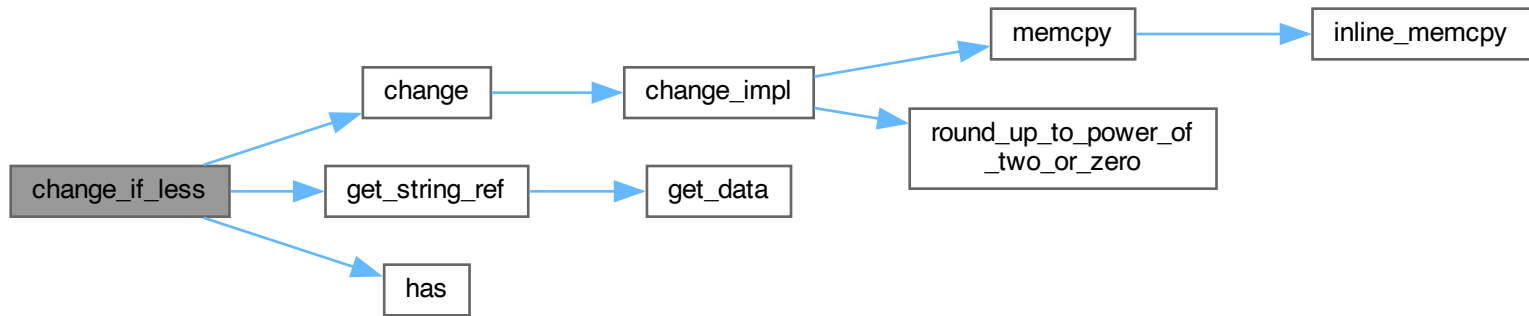 memcpy
inline_memcpy
change
change_impl
round_up_to_power_of
_two_or_zero
change_if_less
get_string_ref
get_data
has